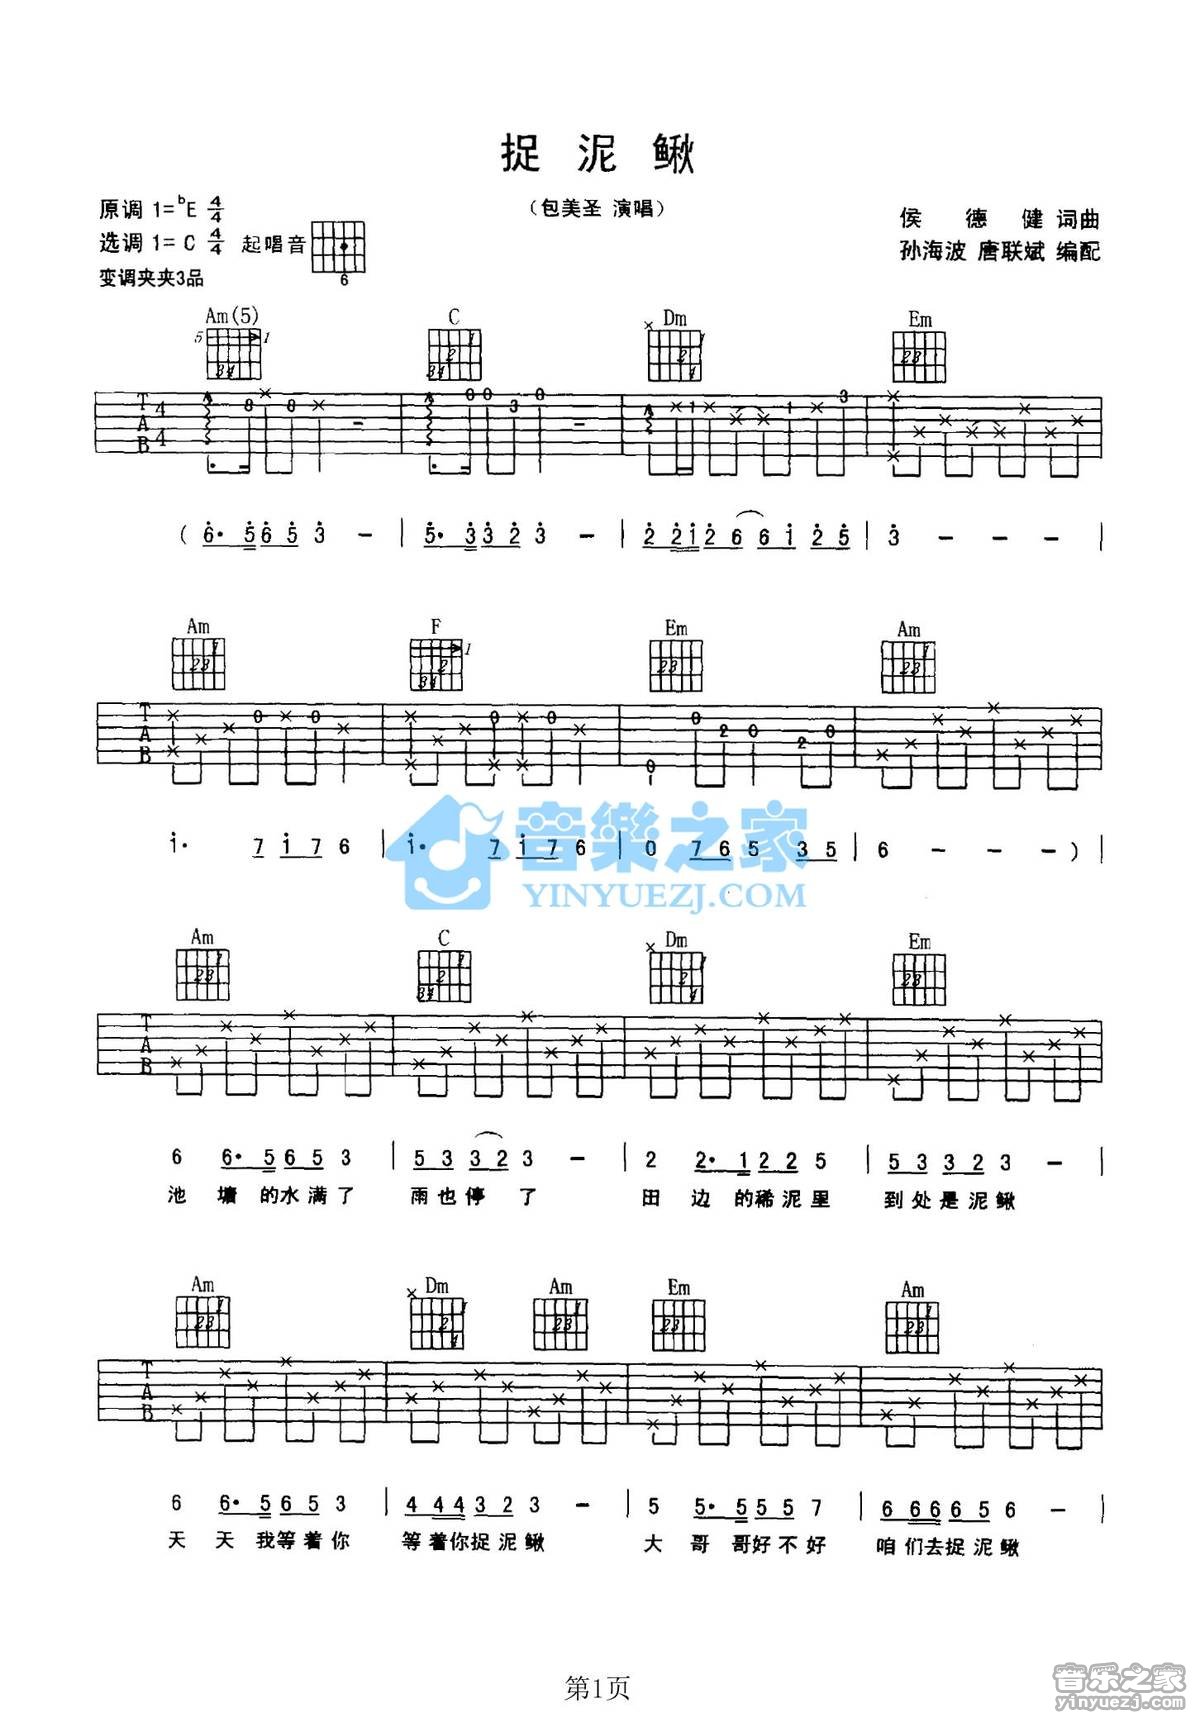 捉 泥 鳅
(包美圣 演唱)
原调 1=ᵇE 4/4
选调 1=C 4/4 起唱音
6
变调夹夹3品
侯 德 健 词曲
孙海波 唐联斌 编配
Am(5) C Dm Em
T A B 4/4
( 6· 5 6 5 3 - | 5· 3 3 2 3 - | 2 2 1 2 6 6 1 2 5 | 3 - - - |
Am F Em Am
T A B
i· 7 i 7 6 | i· 7 i 7 6 | 0 7 6 5 3 5 | 6 - - - ) |
音樂之家
YINYUEZJ.COM
Am C Dm Em
T A B
6 6· 5 6 5 3 | 5 3 3 2 3 - | 2 2· 1 2 2 5 | 5 3 3 2 3 - |
池 塘 的水满了 雨也停 了 田 边 的稀泥里 到处是泥鳅
Am Dm Am Em Am
T A B
6 6· 5 6 5 3 | 4 4 4 3 2 3 - | 5 5· 5 5 5 7 | 6 6 6 6 5 6 - |
天 天 我等着你 等着你捉泥鳅 大 哥 哥好不好 咱们去捉泥鳅
第1页
音乐之家
yinyuezj.com